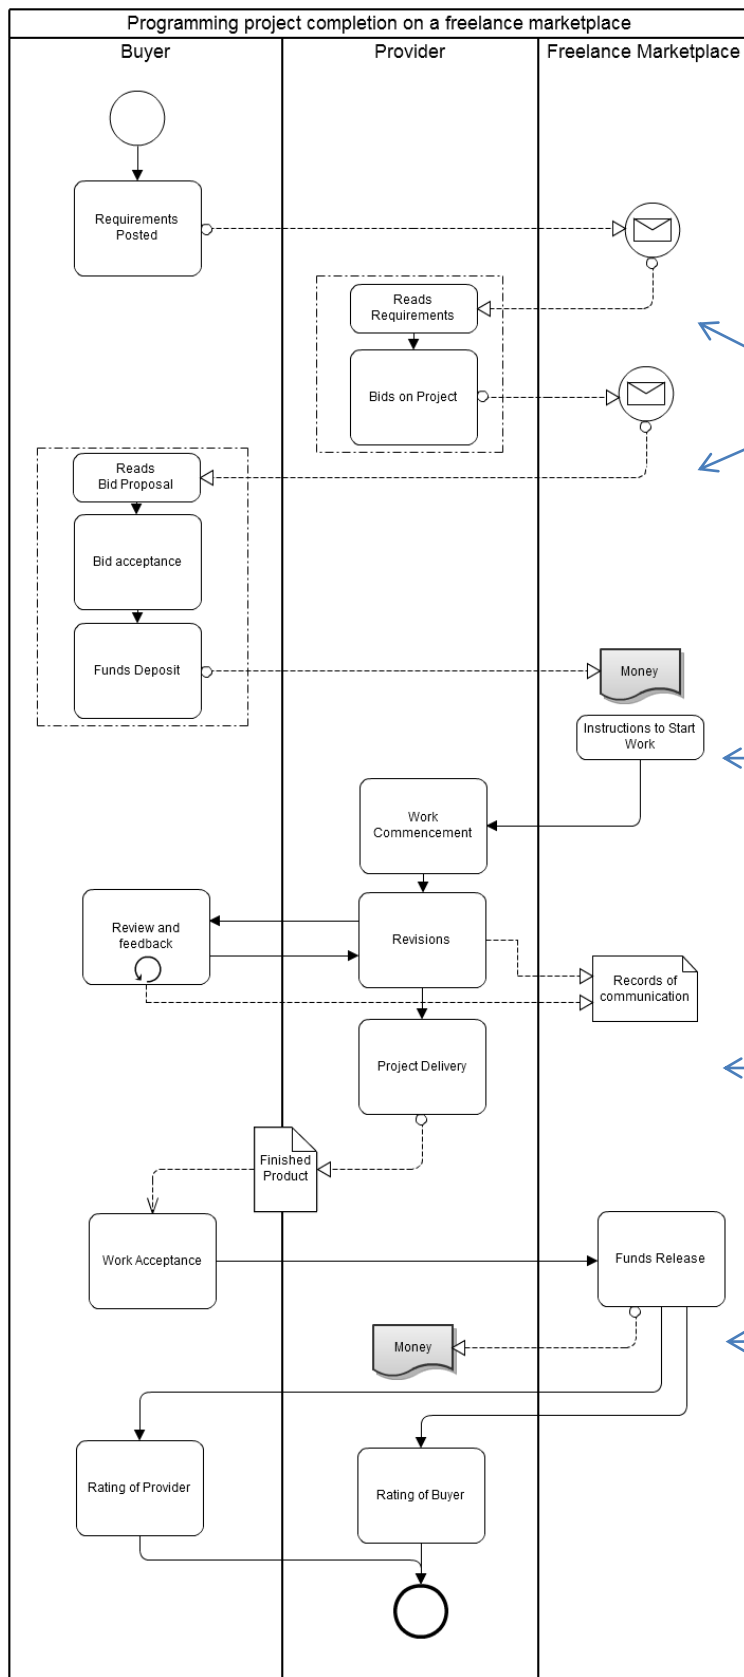 Programming project completion on a freelance marketplace
Buyer
Provider
Freelance Marketplace
Requirements
Posted
Reads
Requirements
Bids on Project
Reads
Bid Proposal
Bid acceptance
Funds Deposit
Money
Instructions to Start
Work
Work
Commencement
Review and
feedback
Revisions
Records of
communication
Project Delivery
Finished
Product
Work Acceptance
Funds Release
Money
Rating of Provider
Rating of Buyer